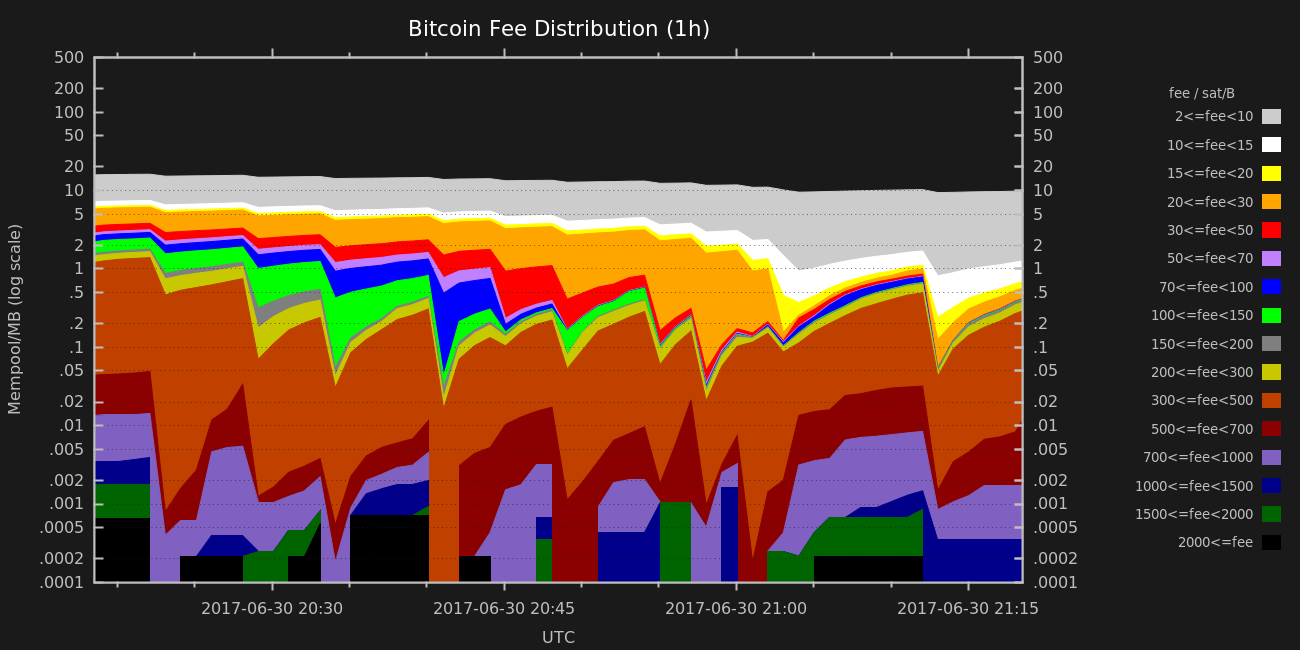 Bitcoin Fee Distribution (1h)
500
200
100
50
20
10
5
2
1
.5
.2
.1
.05
.02
.01
.005
.002
.001
.0005
.0002
.0001
Mempool/MB (log scale)
500
200
100
50
20
10
5
2
1
.5
.2
.1
.05
.02
.01
.005
.002
.001
.0005
.0002
.0001
2017-06-30 20:30
2017-06-30 20:45
2017-06-30 21:00
2017-06-30 21:15
UTC
fee / sat/B
2<=fee<10
10<=fee<15
15<=fee<20
20<=fee<30
30<=fee<50
50<=fee<70
70<=fee<100
100<=fee<150
150<=fee<200
200<=fee<300
300<=fee<500
500<=fee<700
700<=fee<1000
1000<=fee<1500
1500<=fee<2000
2000<=fee